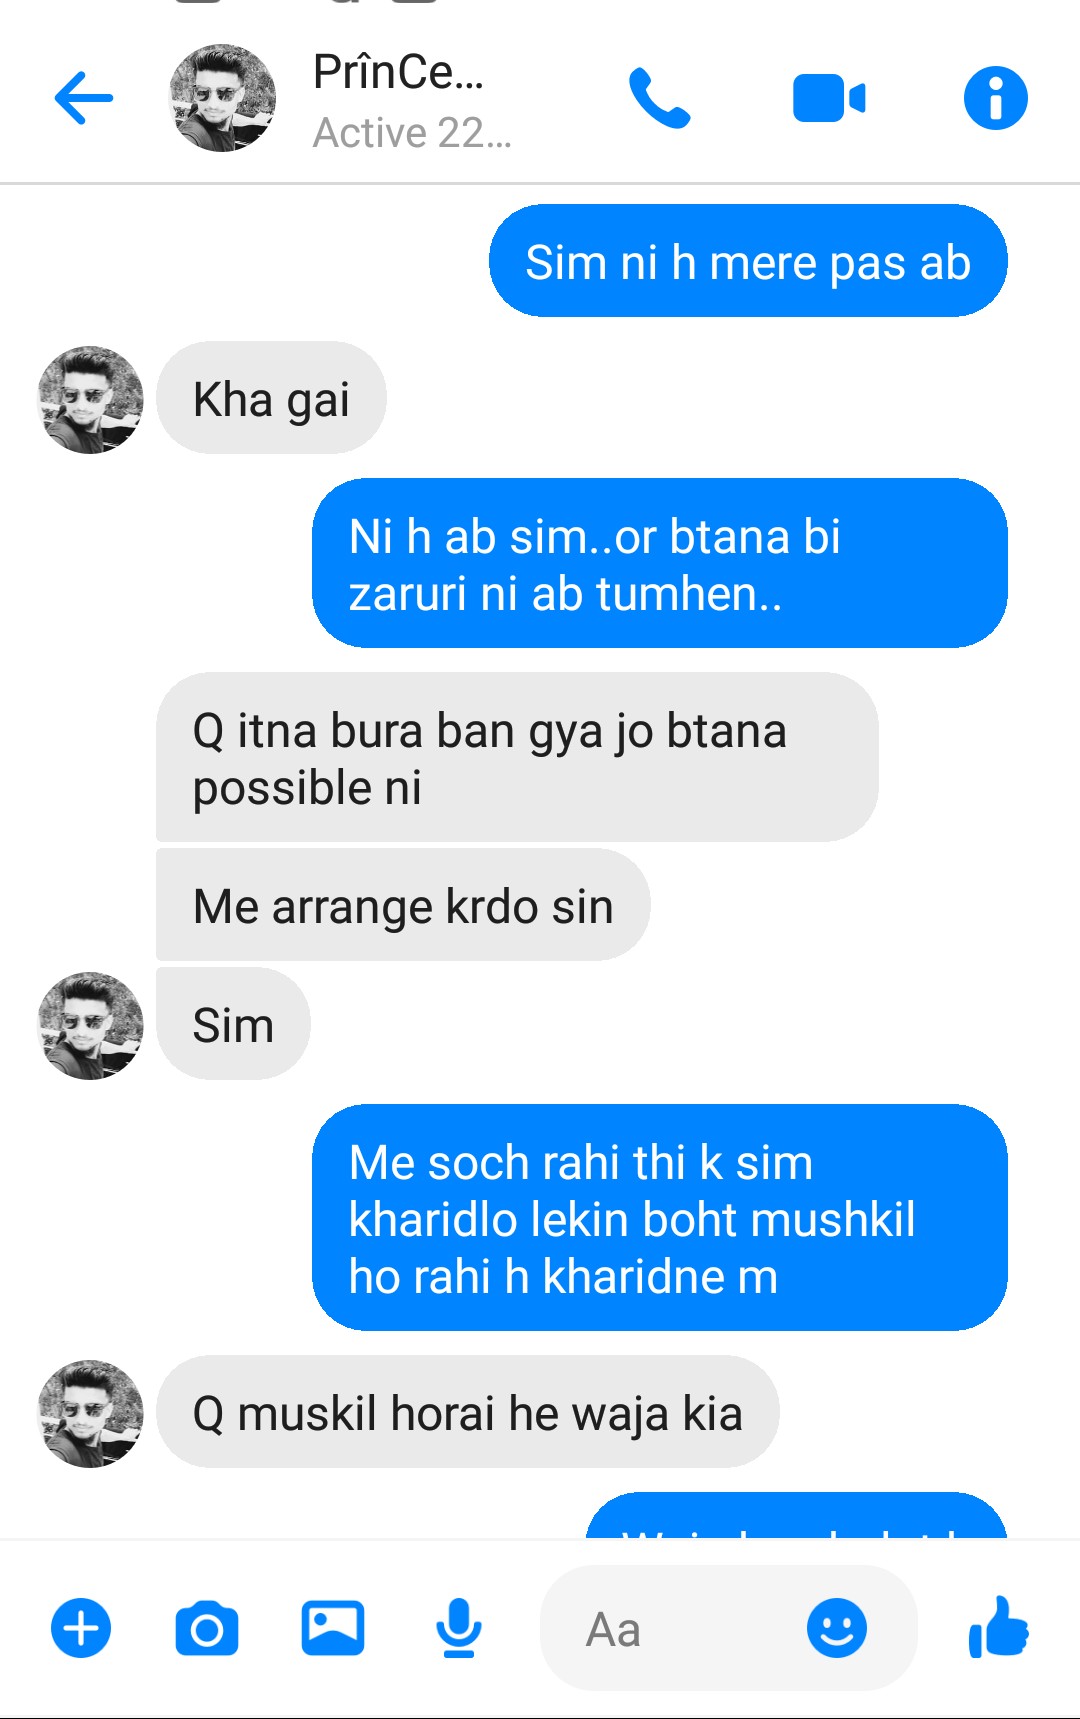 PrînCe...
Active 22...
Sim ni h mere pas ab
Kha gai
Ni h ab sim..or btana bi
zaruri ni ab tumhen..
Q itna bura ban gya jo btana
possible ni
Me arrange krdo sin
Sim
Me soch rahi thi k sim
kharidlo lekin boht mushkil
ho rahi h kharidne m
Q muskil horai he waja kia
Aa